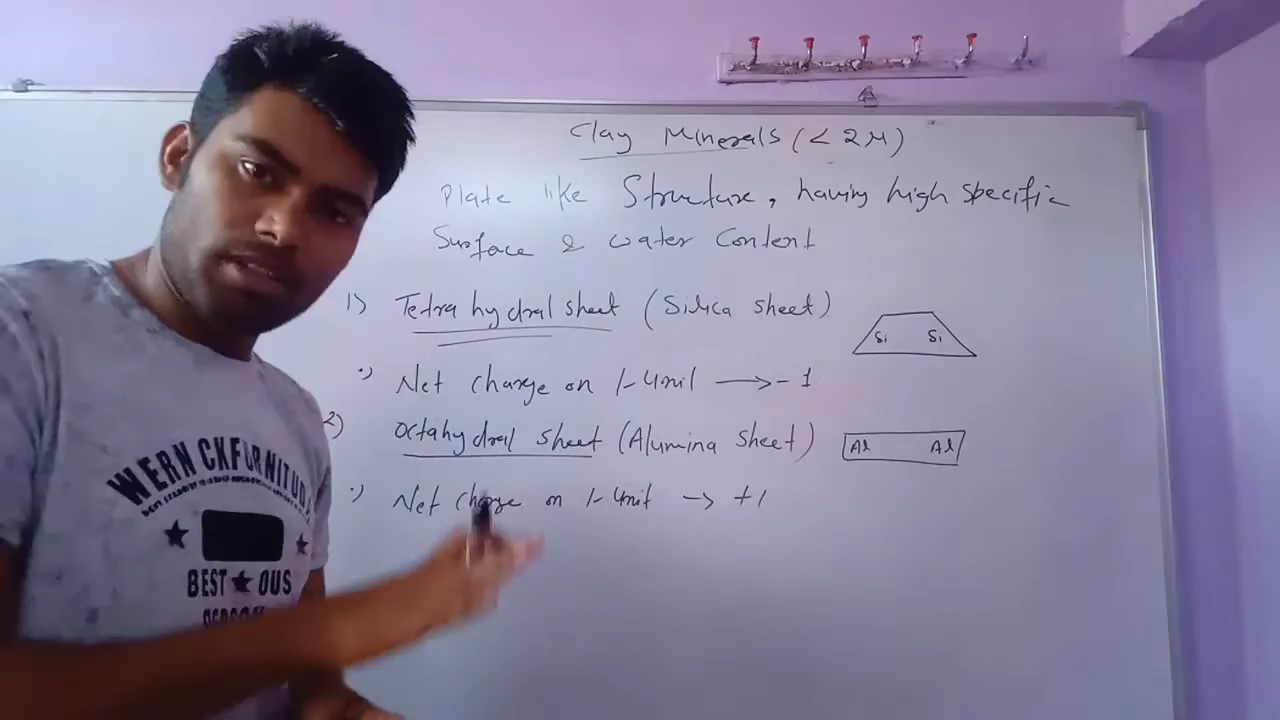 Clay Minerals (< 2μ)
Plate like Structure, having high specific
Surface & water Content
1) Tetra hydral sheet (Silica sheet)
Si Si
Net charge on 1-Unit → - 1
2) octahydral sheet (Alumina sheet)
Al Al
Net charge on 1-Unit → +1
WERN CKFURNITUD
BEST ★ OUS